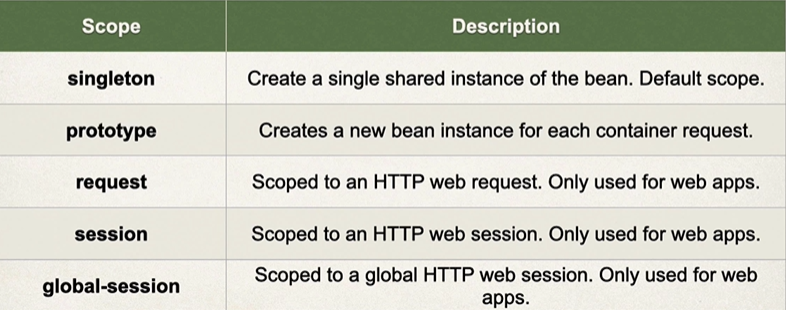 Scope Description
singleton Create a single shared instance of the bean. Default scope.
prototype Creates a new bean instance for each container request.
request Scoped to an HTTP web request. Only used for web apps.
session Scoped to an HTTP web session. Only used for web apps.
global-session Scoped to a global HTTP web session. Only used for web
apps.